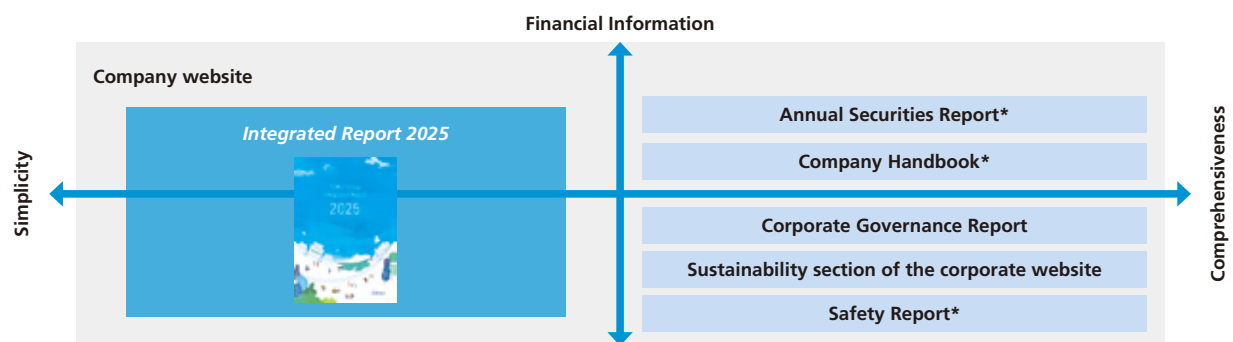 Financial Information
Company website
Integrated Report 2025
2025
Simplicity
Annual Securities Report*
Company Handbook*
Corporate Governance Report
Sustainability section of the corporate website
Safety Report*
Comprehensiveness